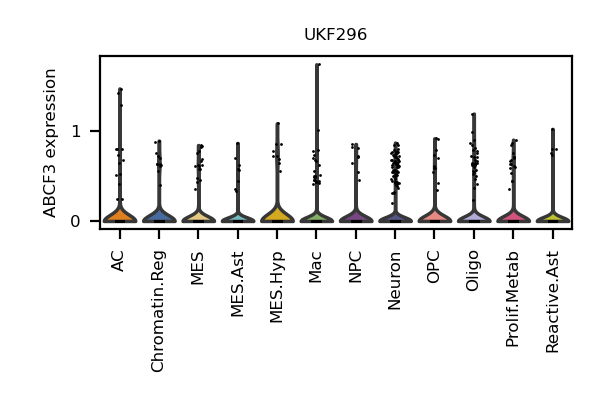 UKF296
ABCF3 expression
1
0
AC
Chromatin.Reg
MES
MES.Ast
MES.Hyp
Mac
NPC
Neuron
OPC
Oligo
Prolif.Metab
Reactive.Ast